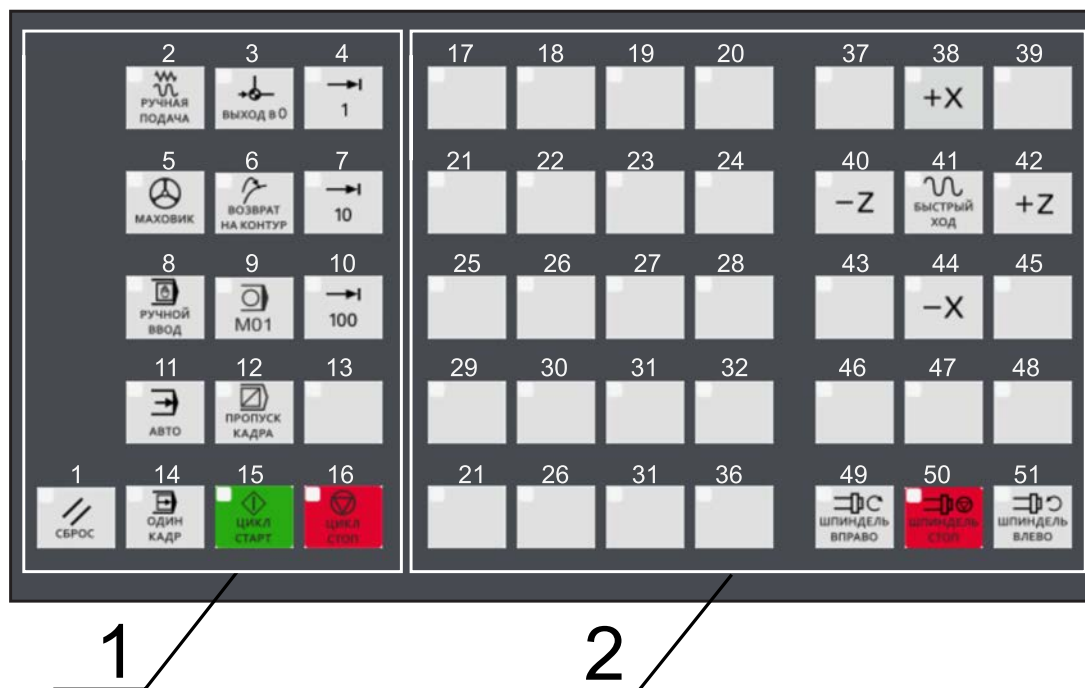 2 3 4 17 18 19 20 37 38 39
РУЧНАЯ ПОДАЧА
ВЫХОД В 0
1
+X
5 6 7 21 22 23 24 40 41 42
МАХОВИК
ВОЗВРАТ НА КОНТУР
10
-Z
БЫСТРЫЙ ХОД
+Z
8 9 10 25 26 27 28 43 44 45
РУЧНОЙ ВВОД
M01
100
-X
11 12 13 29 30 31 32 46 47 48
АВТО
ПРОПУСК КАДРА
1 14 15 16 21 26 31 36 49 50 51
СБРОС
ОДИН КАДР
ЦИКЛ СТАРТ
ЦИКЛ СТОП
ШПИНДЕЛЬ ВПРАВО
ШПИНДЕЛЬ СТОП
ШПИНДЕЛЬ ВЛЕВО
1 2